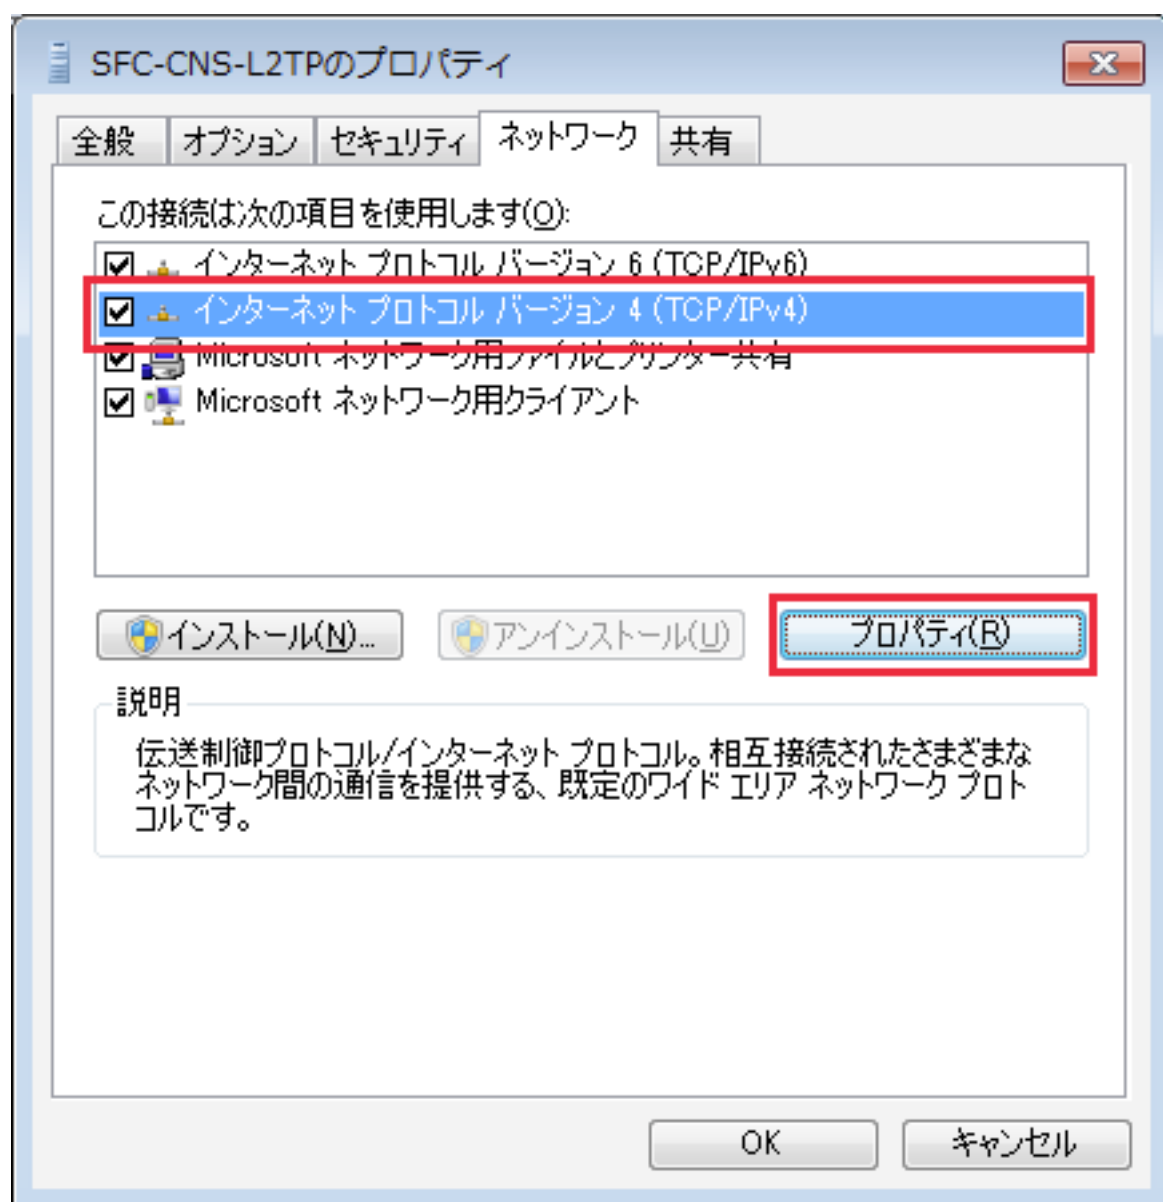 SFC-CNS-L2TPのプロパティ
全般 オプション セキュリティ ネットワーク 共有
この接続は次の項目を使用します(O):
インターネット プロトコル バージョン 6 (TCP/IPv6)
インターネット プロトコル バージョン 4 (TCP/IPv4)
Microsoft ネットワーク用ファイルとプリンター共有
Microsoft ネットワーク用クライアント
インストール(N)... アンインストール(U) プロパティ(R)
説明
伝送制御プロトコル/インターネット プロトコル。相互接続されたさまざまな
ネットワーク間の通信を提供する、既定のワイド エリア ネットワーク プロト
コルです。
OK キャンセル